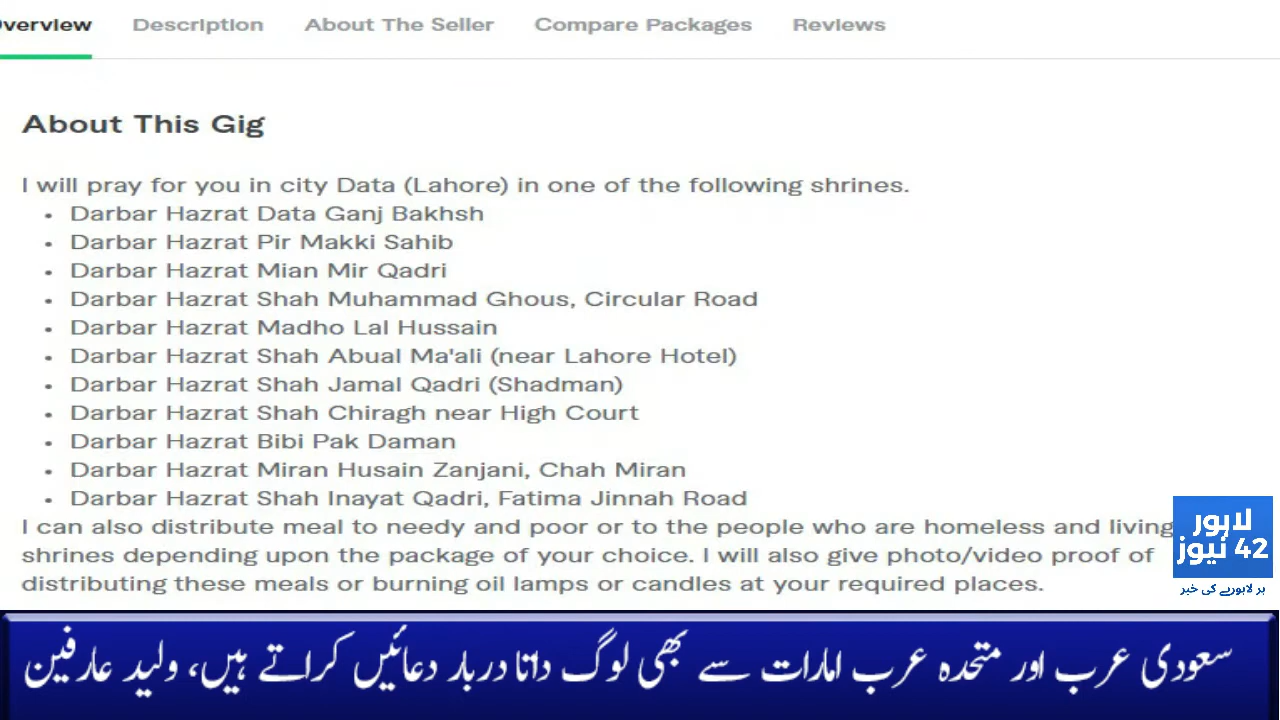 Overview Description About The Seller Compare Packages Reviews
About This Gig
I will pray for you in city Data (Lahore) in one of the following shrines.
• Darbar Hazrat Data Ganj Bakhsh
• Darbar Hazrat Pir Makki Sahib
• Darbar Hazrat Mian Mir Qadri
• Darbar Hazrat Shah Muhammad Ghous, Circular Road
• Darbar Hazrat Madho Lal Hussain
• Darbar Hazrat Shah Abual Ma'ali (near Lahore Hotel)
• Darbar Hazrat Shah Jamal Qadri (Shadman)
• Darbar Hazrat Shah Chiragh near High Court
• Darbar Hazrat Bibi Pak Daman
• Darbar Hazrat Miran Husain Zanjani, Chah Miran
• Darbar Hazrat Shah Inayat Qadri, Fatima Jinnah Road
I can also distribute meal to needy and poor or to the people who are homeless and living
shrines depending upon the package of your choice. I will also give photo/video proof of
distributing these meals or burning oil lamps or candles at your required places.
لاہور
42 نیوز
ہر لاہوریے کی خبر
سعودی عرب اور متحدہ عرب امارات سے بھی لوگ داتا دربار دعائیں کراتے ہیں، ولید عارفین